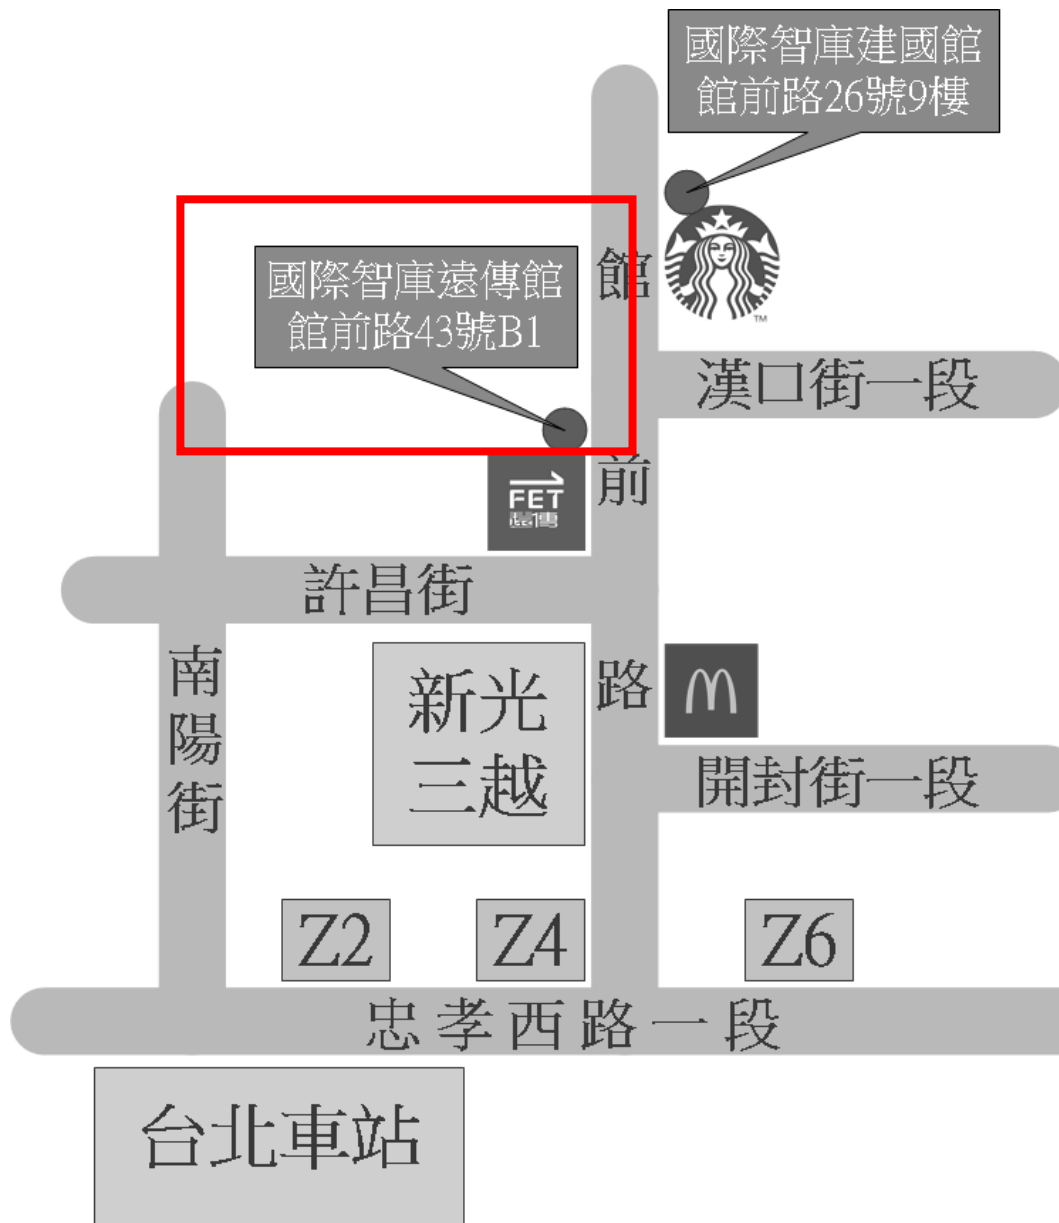 國際智庫建國館
館前路26號9樓
國際智庫遠傳館
館前路43號B1
TM
漢口街一段
館前路
FET
遠傳
許昌街
南陽街
新光
三越
開封街一段
Z2
Z4
Z6
忠孝西路一段
台北車站